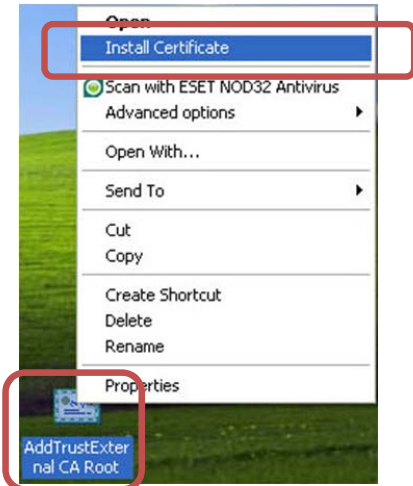 Open
Install Certificate
Scan with ESET NOD32 Antivirus
Advanced options
Open With...
Send To
Cut
Copy
Create Shortcut
Delete
Rename
Properties
AddTrustExter
nal CA Root